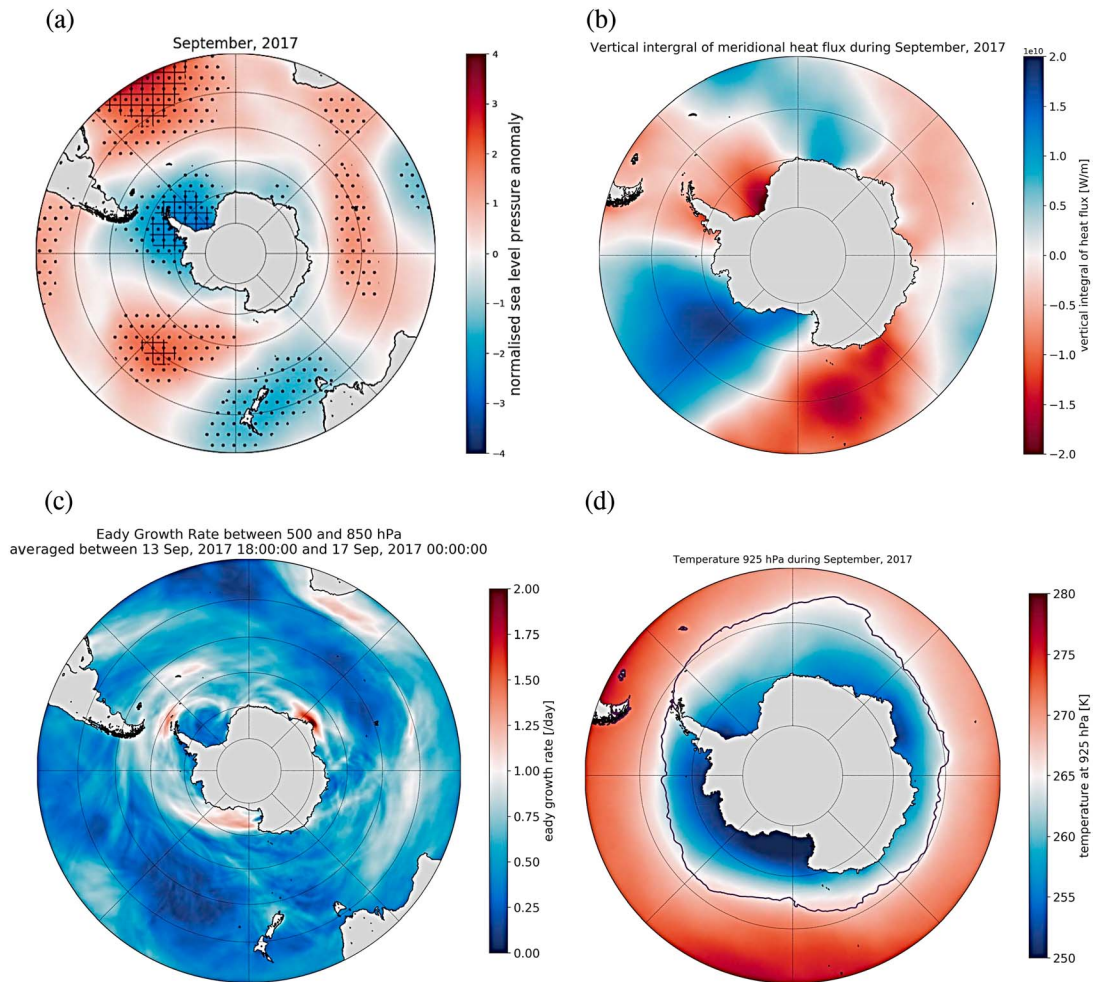 (a)
September, 2017
4
3
2
1
0
−1
−2
−3
−4
normalised sea level pressure anomaly
(b)
Vertical intergral of meridional heat flux during September, 2017
1e10
2.0
1.5
1.0
0.5
0.0
−0.5
−1.0
−1.5
−2.0
vertical integral of heat flux [W/m]
(c)
Eady Growth Rate between 500 and 850 hPa
averaged between 13 Sep, 2017 18:00:00 and 17 Sep, 2017 00:00:00
2.00
1.75
1.50
1.25
1.00
0.75
0.50
0.25
0.00
eady growth rate [/day]
(d)
Temperature 925 hPa during September, 2017
280
275
270
265
260
255
250
temperature at 925 hPa [K]